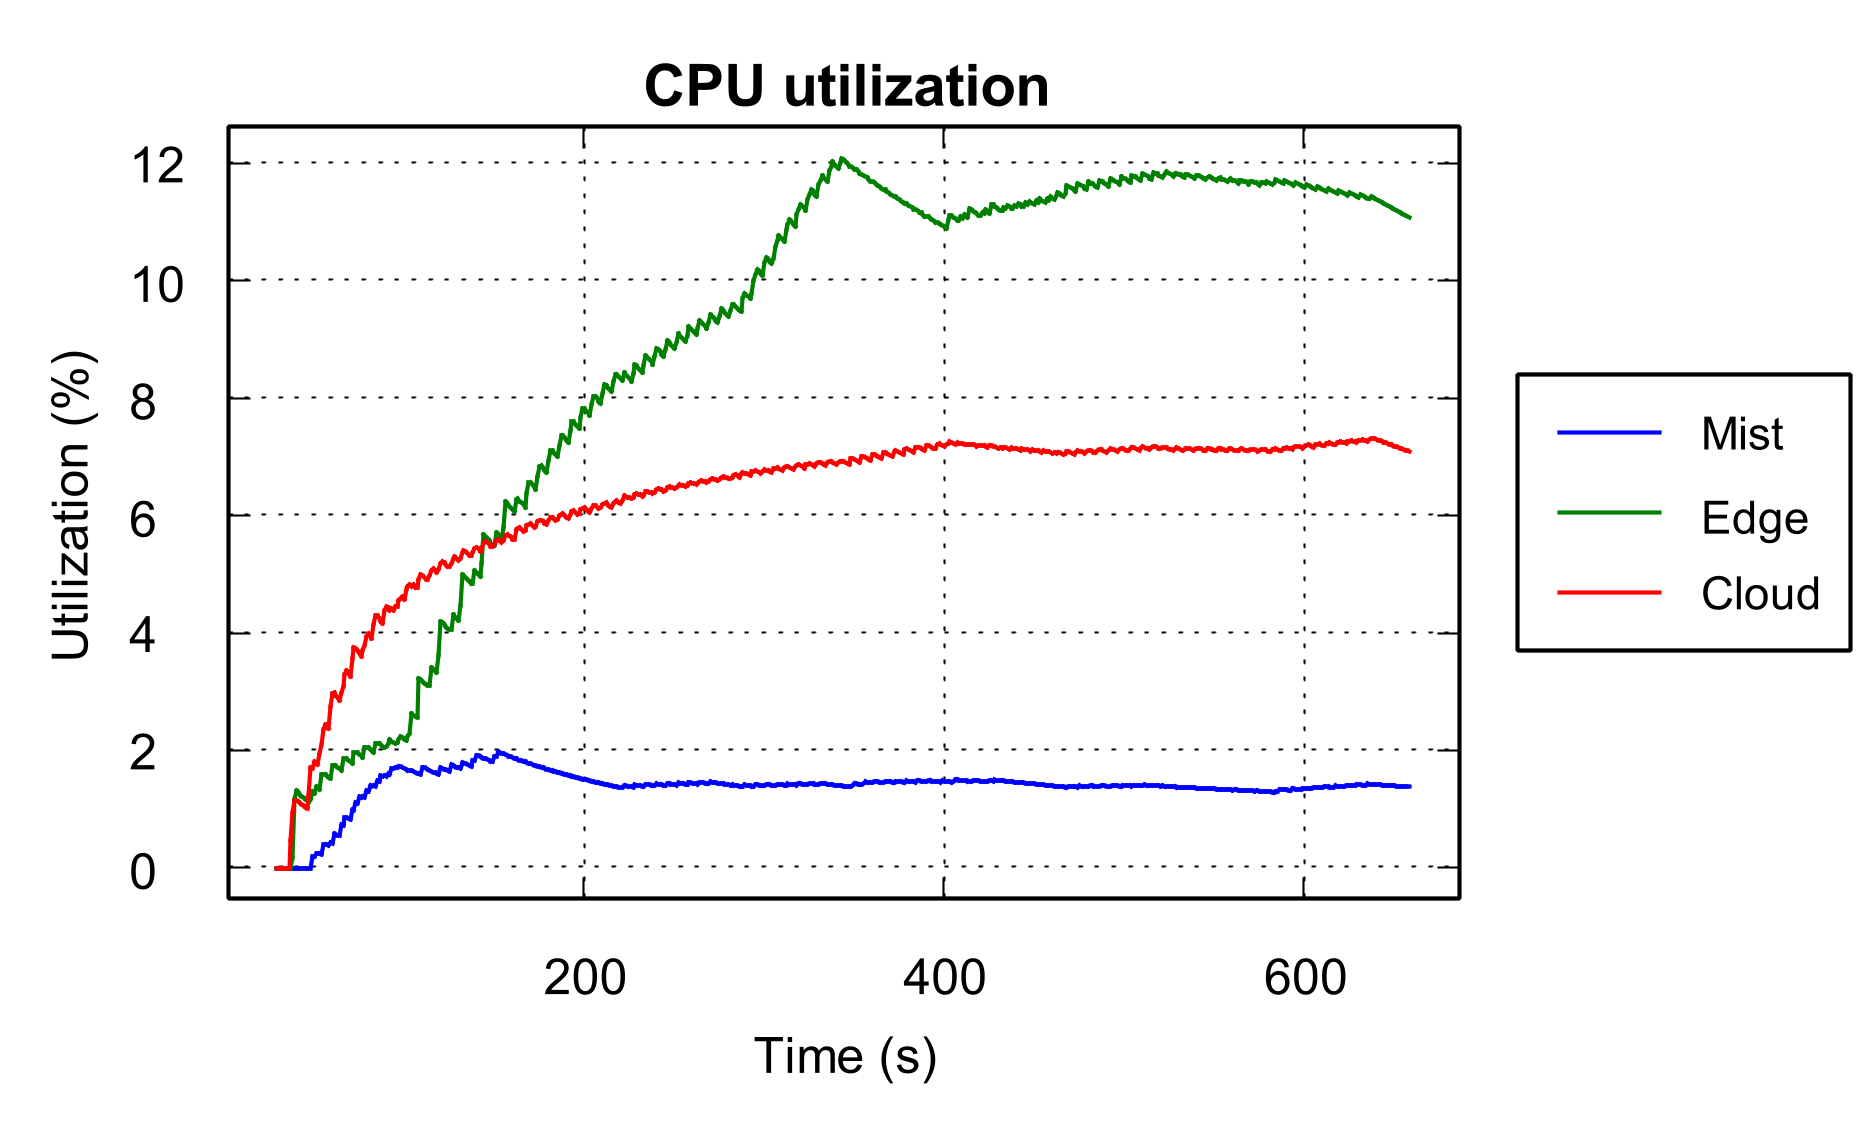 CPU utilization
12
10
8
6
4
2
0
Utilization (%)
200 400 600
Time (s)
Mist
Edge
Cloud